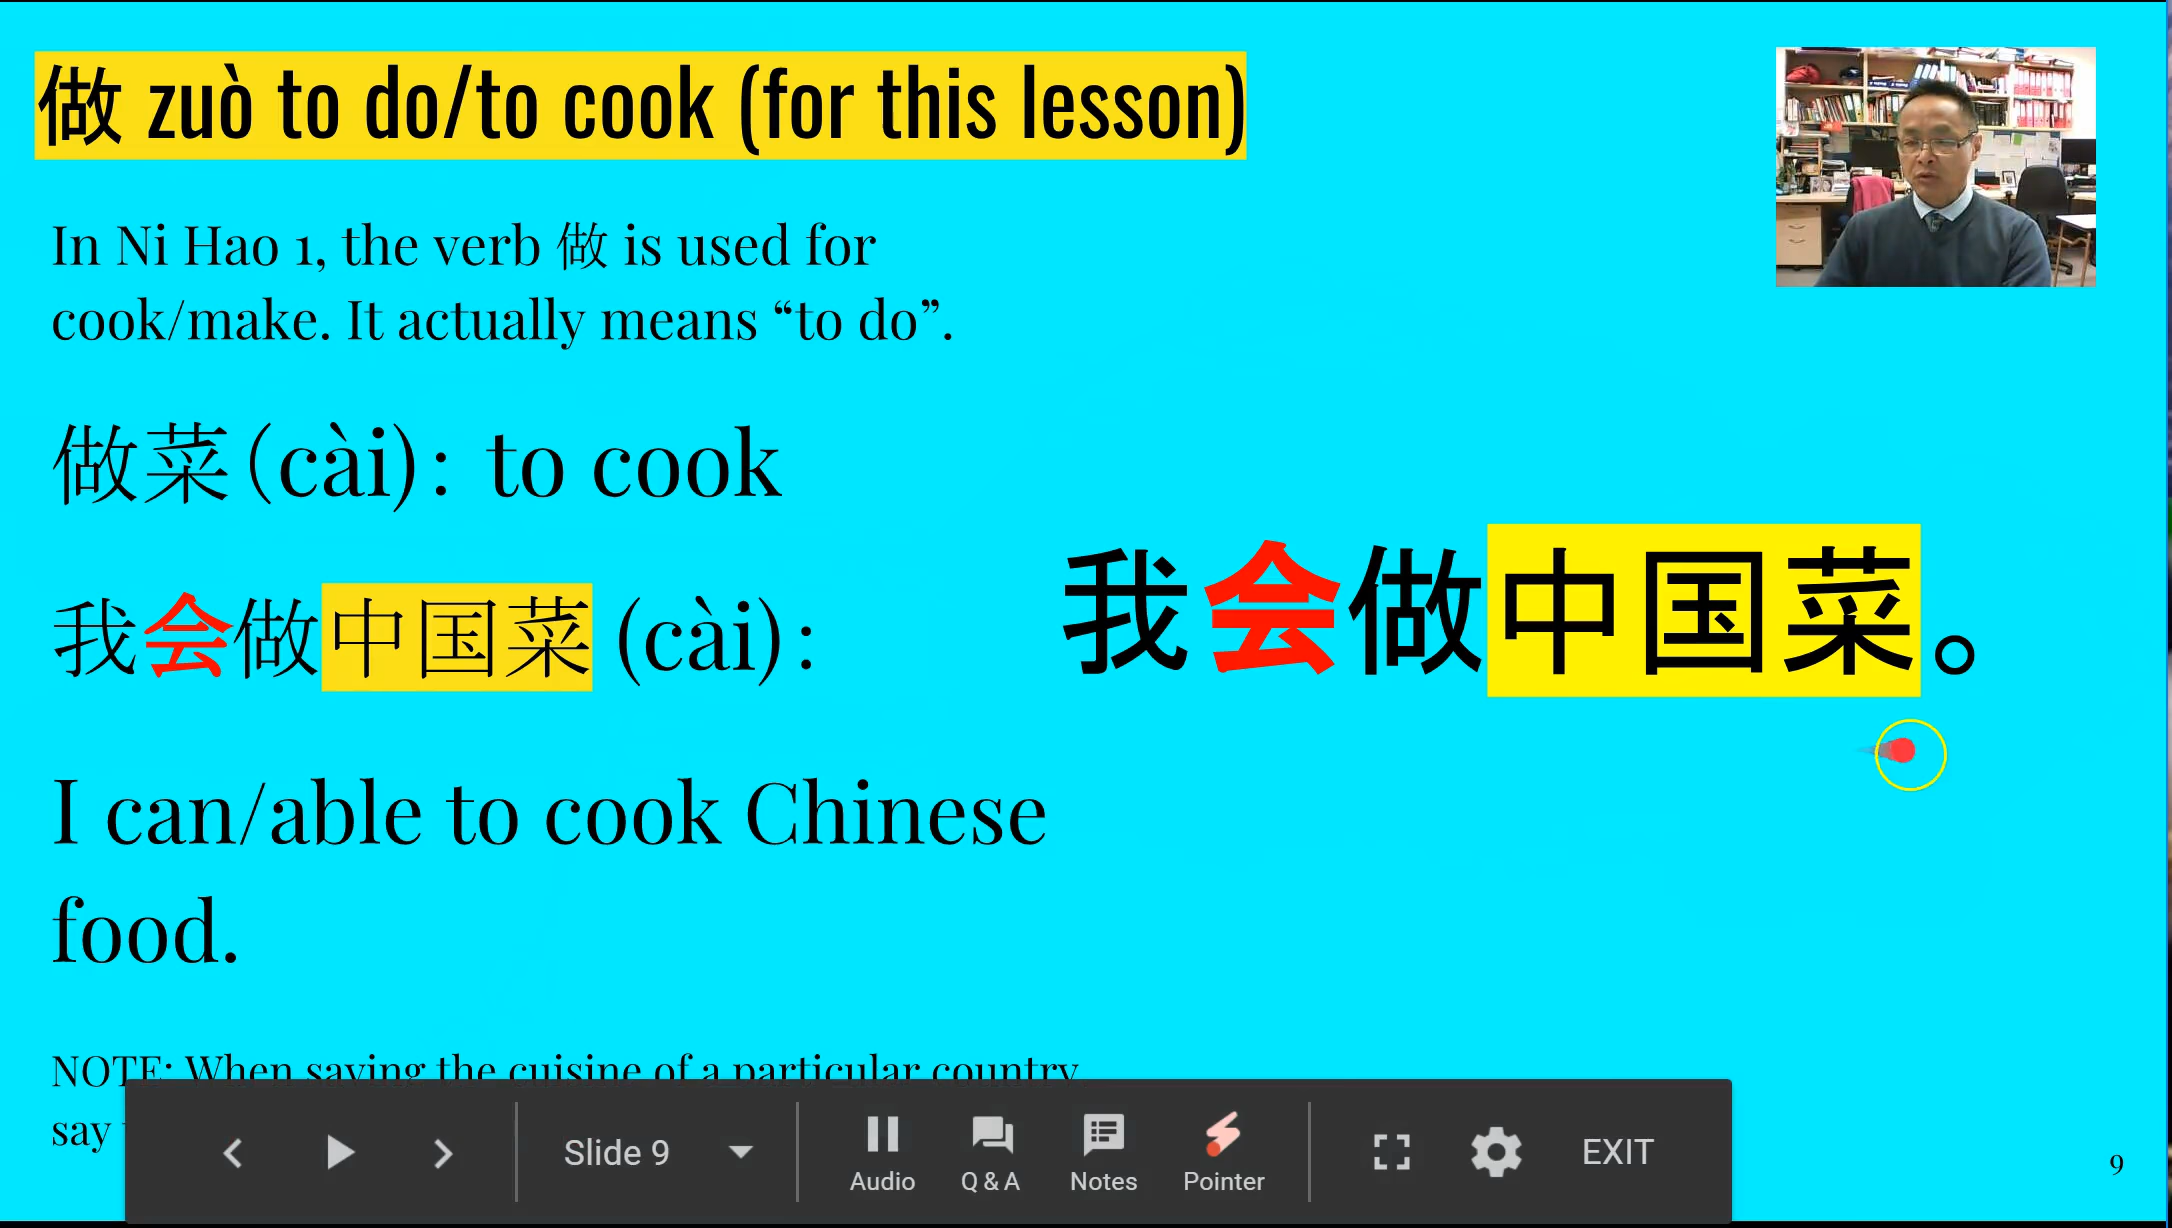 做 zuò to do/to cook (for this lesson)
In Ni Hao 1, the verb 做 is used for
cook/make. It actually means “to do”.
做菜(cài): to cook
我会做中国菜 (cài):
我会做中国菜。
I can/able to cook Chinese
food.
NOTE: When saying the cuisine of a particular country
say
Slide 9
Audio
Q & A
Notes
Pointer
EXIT
9